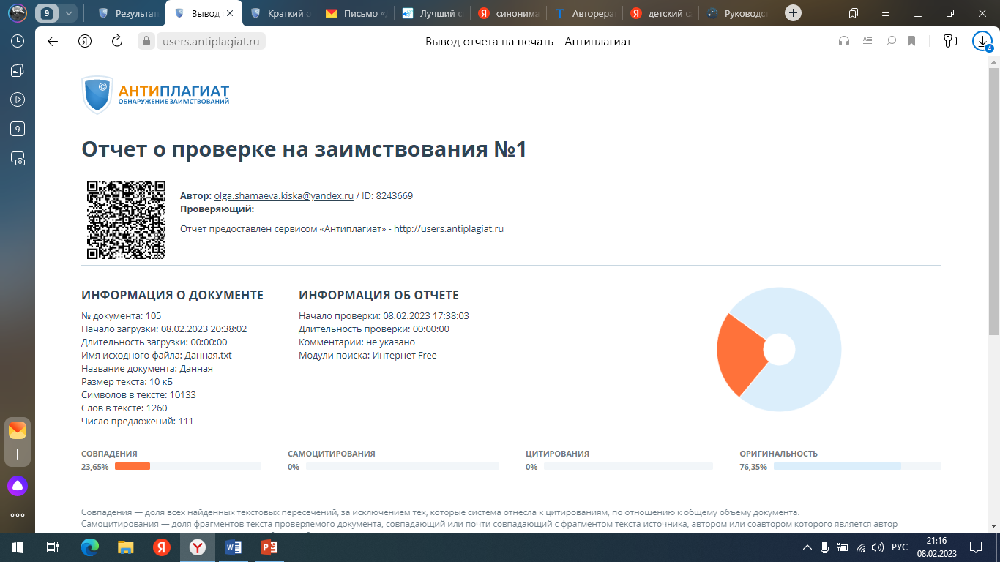 9
Результат
Вывод
Краткий о
Письмо «
Лучший с
синонима
Авторера
детский с
Руководст
users.antiplagiat.ru
Вывод отчета на печать - Антиплагиат
4
9
АНТИПЛАГИАТ
ОБНАРУЖЕНИЕ ЗАИМСТВОВАНИЙ
Отчет о проверке на заимствования №1
Автор: olga.shamaeva.kiska@yandex.ru / ID: 8243669
Проверяющий:
Отчет предоставлен сервисом «Антиплагиат» - http://users.antiplagiat.ru
ИНФОРМАЦИЯ О ДОКУМЕНТЕ
№ документа: 105
Начало загрузки: 08.02.2023 20:38:02
Длительность загрузки: 00:00:00
Имя исходного файла: Данная.txt
Название документа: Данная
Размер текста: 10 кБ
Символов в тексте: 10133
Слов в тексте: 1260
Число предложений: 111
ИНФОРМАЦИЯ ОБ ОТЧЕТЕ
Начало проверки: 08.02.2023 17:38:03
Длительность проверки: 00:00:00
Комментарии: не указано
Модули поиска: Интернет Free
СОВПАДЕНИЯ
23,65%
САМОЦИТИРОВАНИЯ
0%
ЦИТИРОВАНИЯ
0%
ОРИГИНАЛЬНОСТЬ
76,35%
Совпадения — доля всех найденных текстовых пересечений, за исключением тех, которые система отнесла к цитированиям, по отношению к общему объему документа.
Самоцитирования — доля фрагментов текста проверяемого документа, совпадающий или почти совпадающий с фрагментом текста источника, автором или соавтором которого является автор
РУС
21:16
08.02.2023